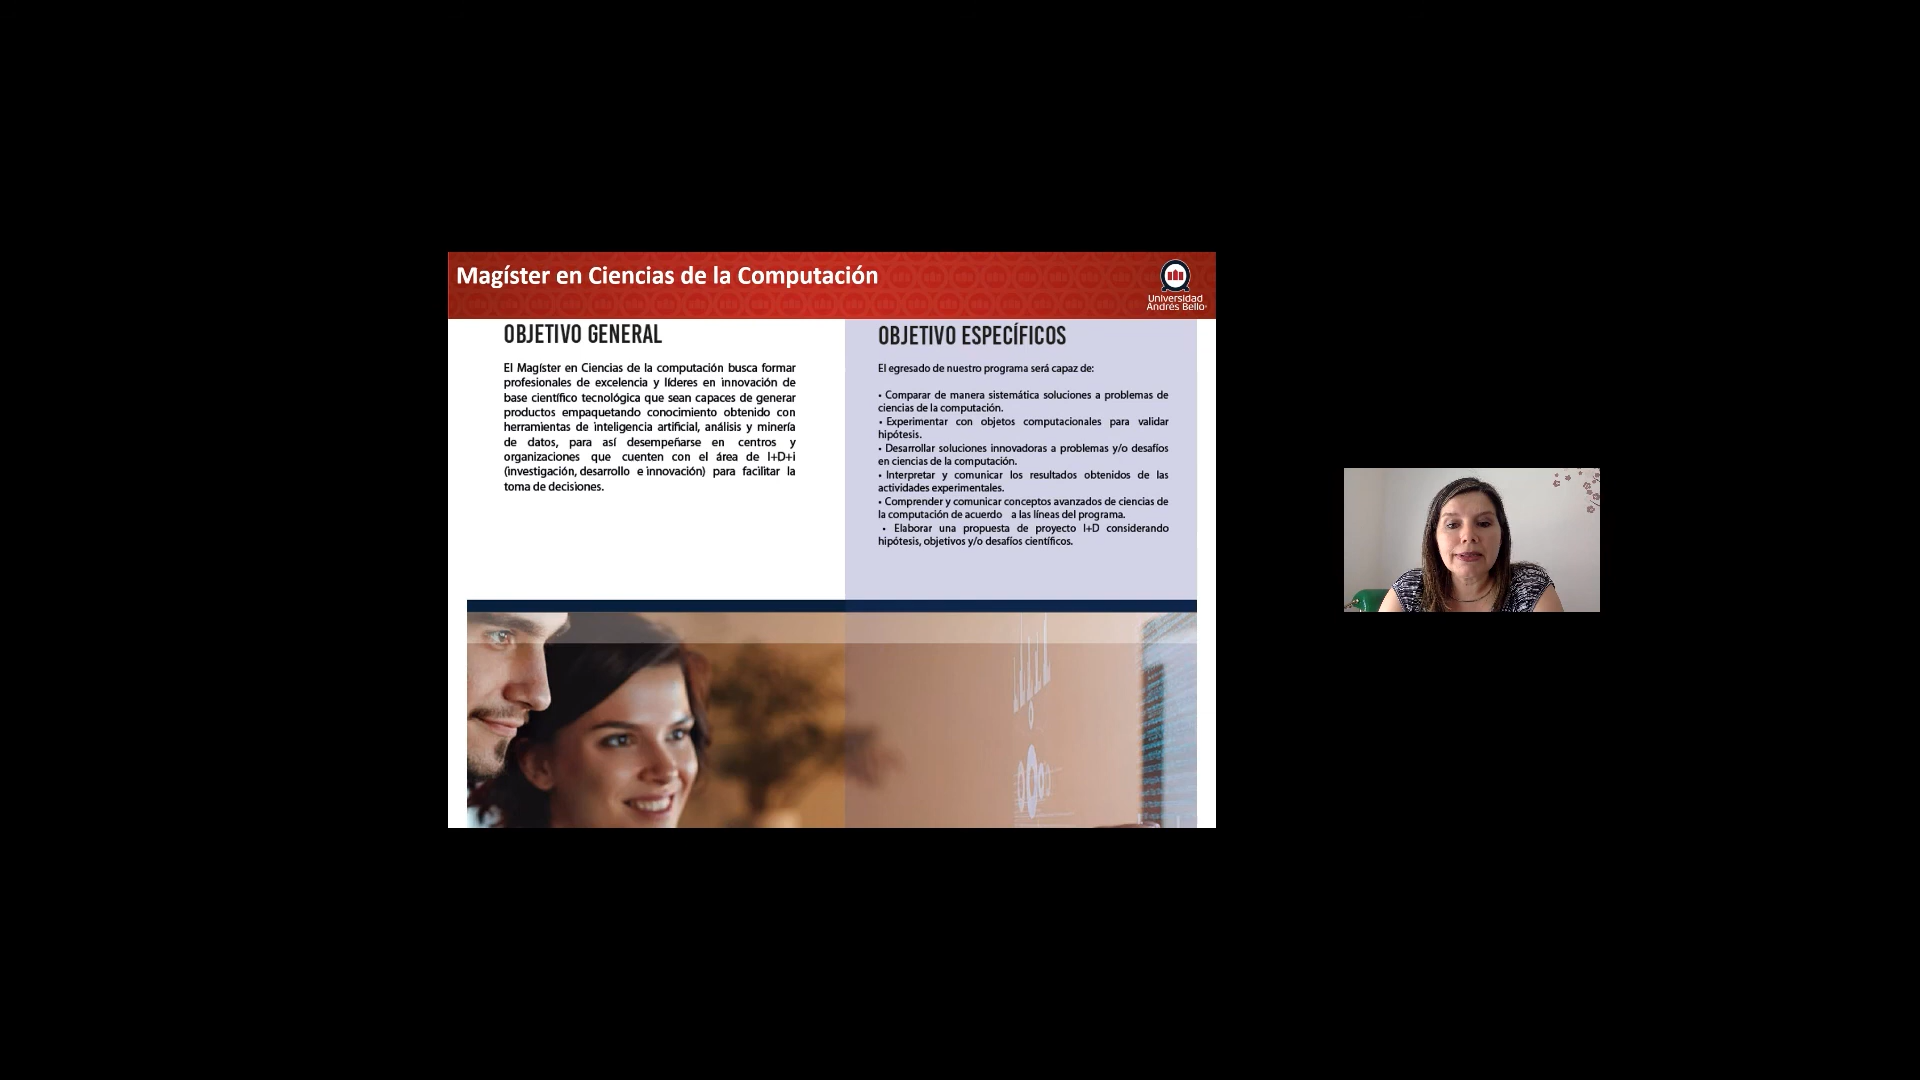 Magíster en Ciencias de la Computación
Universidad
Andrés Bello
OBJETIVO GENERAL
El Magíster en Ciencias de la computación busca formar
profesionales de excelencia y líderes en innovación de
base científico tecnológica que sean capaces de generar
productos empaquetando conocimiento obtenido con
herramientas de inteligencia artificial, análisis y minería
de datos, para así desempeñarse en centros y
organizaciones que cuenten con el área de I+D+i
(investigación, desarrollo e innovación) para facilitar la
toma de decisiones.
OBJETIVO ESPECÍFICOS
El egresado de nuestro programa será capaz de:
• Comparar de manera sistemática soluciones a problemas de
ciencias de la computación.
• Experimentar con objetos computacionales para validar
hipótesis.
• Desarrollar soluciones innovadoras a problemas y/o desafíos
en ciencias de la computación.
• Interpretar y comunicar los resultados obtenidos de las
actividades experimentales.
• Comprender y comunicar conceptos avanzados de ciencias de
la computación de acuerdo a las líneas del programa.
• Elaborar una propuesta de proyecto I+D considerando
hipótesis, objetivos y/o desafíos científicos.